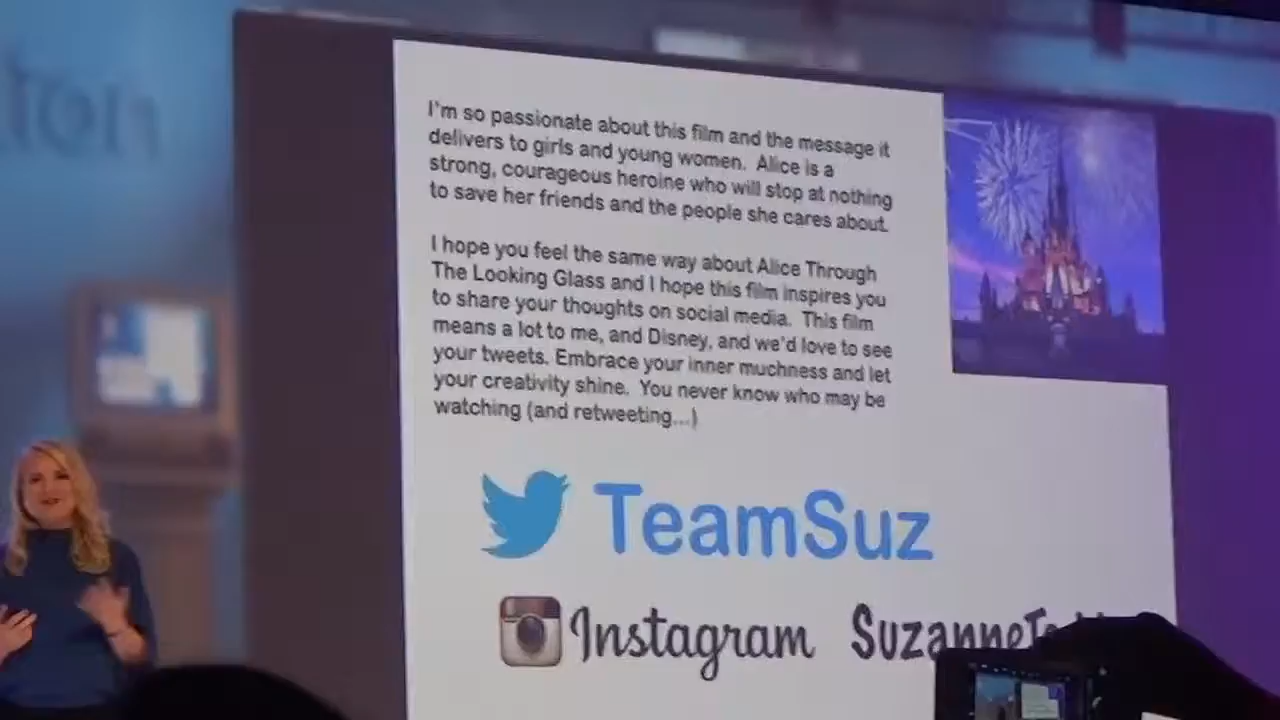 I'm so passionate about this film and the message it
delivers to girls and young women. Alice is a
strong, courageous heroine who will stop at nothing
to save her friends and the people she cares about.
I hope you feel the same way about Alice Through
The Looking Glass and I hope this film inspires you
to share your thoughts on social media. This film
means a lot to me, and Disney, and we'd love to see
your tweets. Embrace your inner muchness and let
your creativity shine. You never know who may be
watching (and retweeting...)
TeamSuz
Instagram